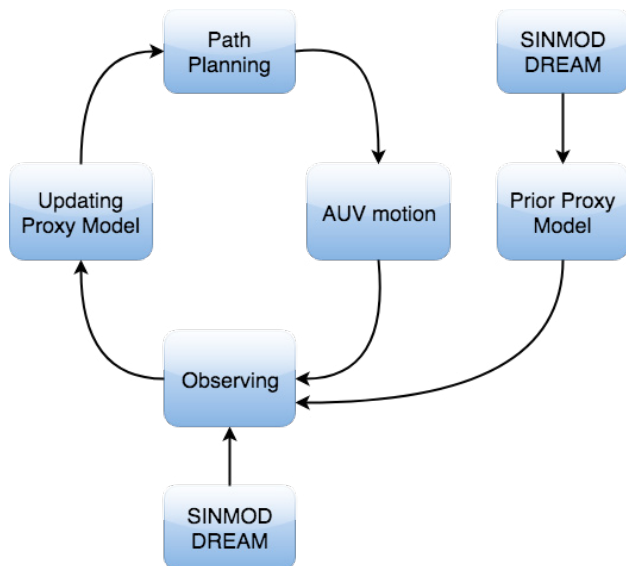 Path
Planning
SINMOD
DREAM
Updating
Proxy Model
AUV motion
Prior Proxy
Model
Observing
SINMOD
DREAM